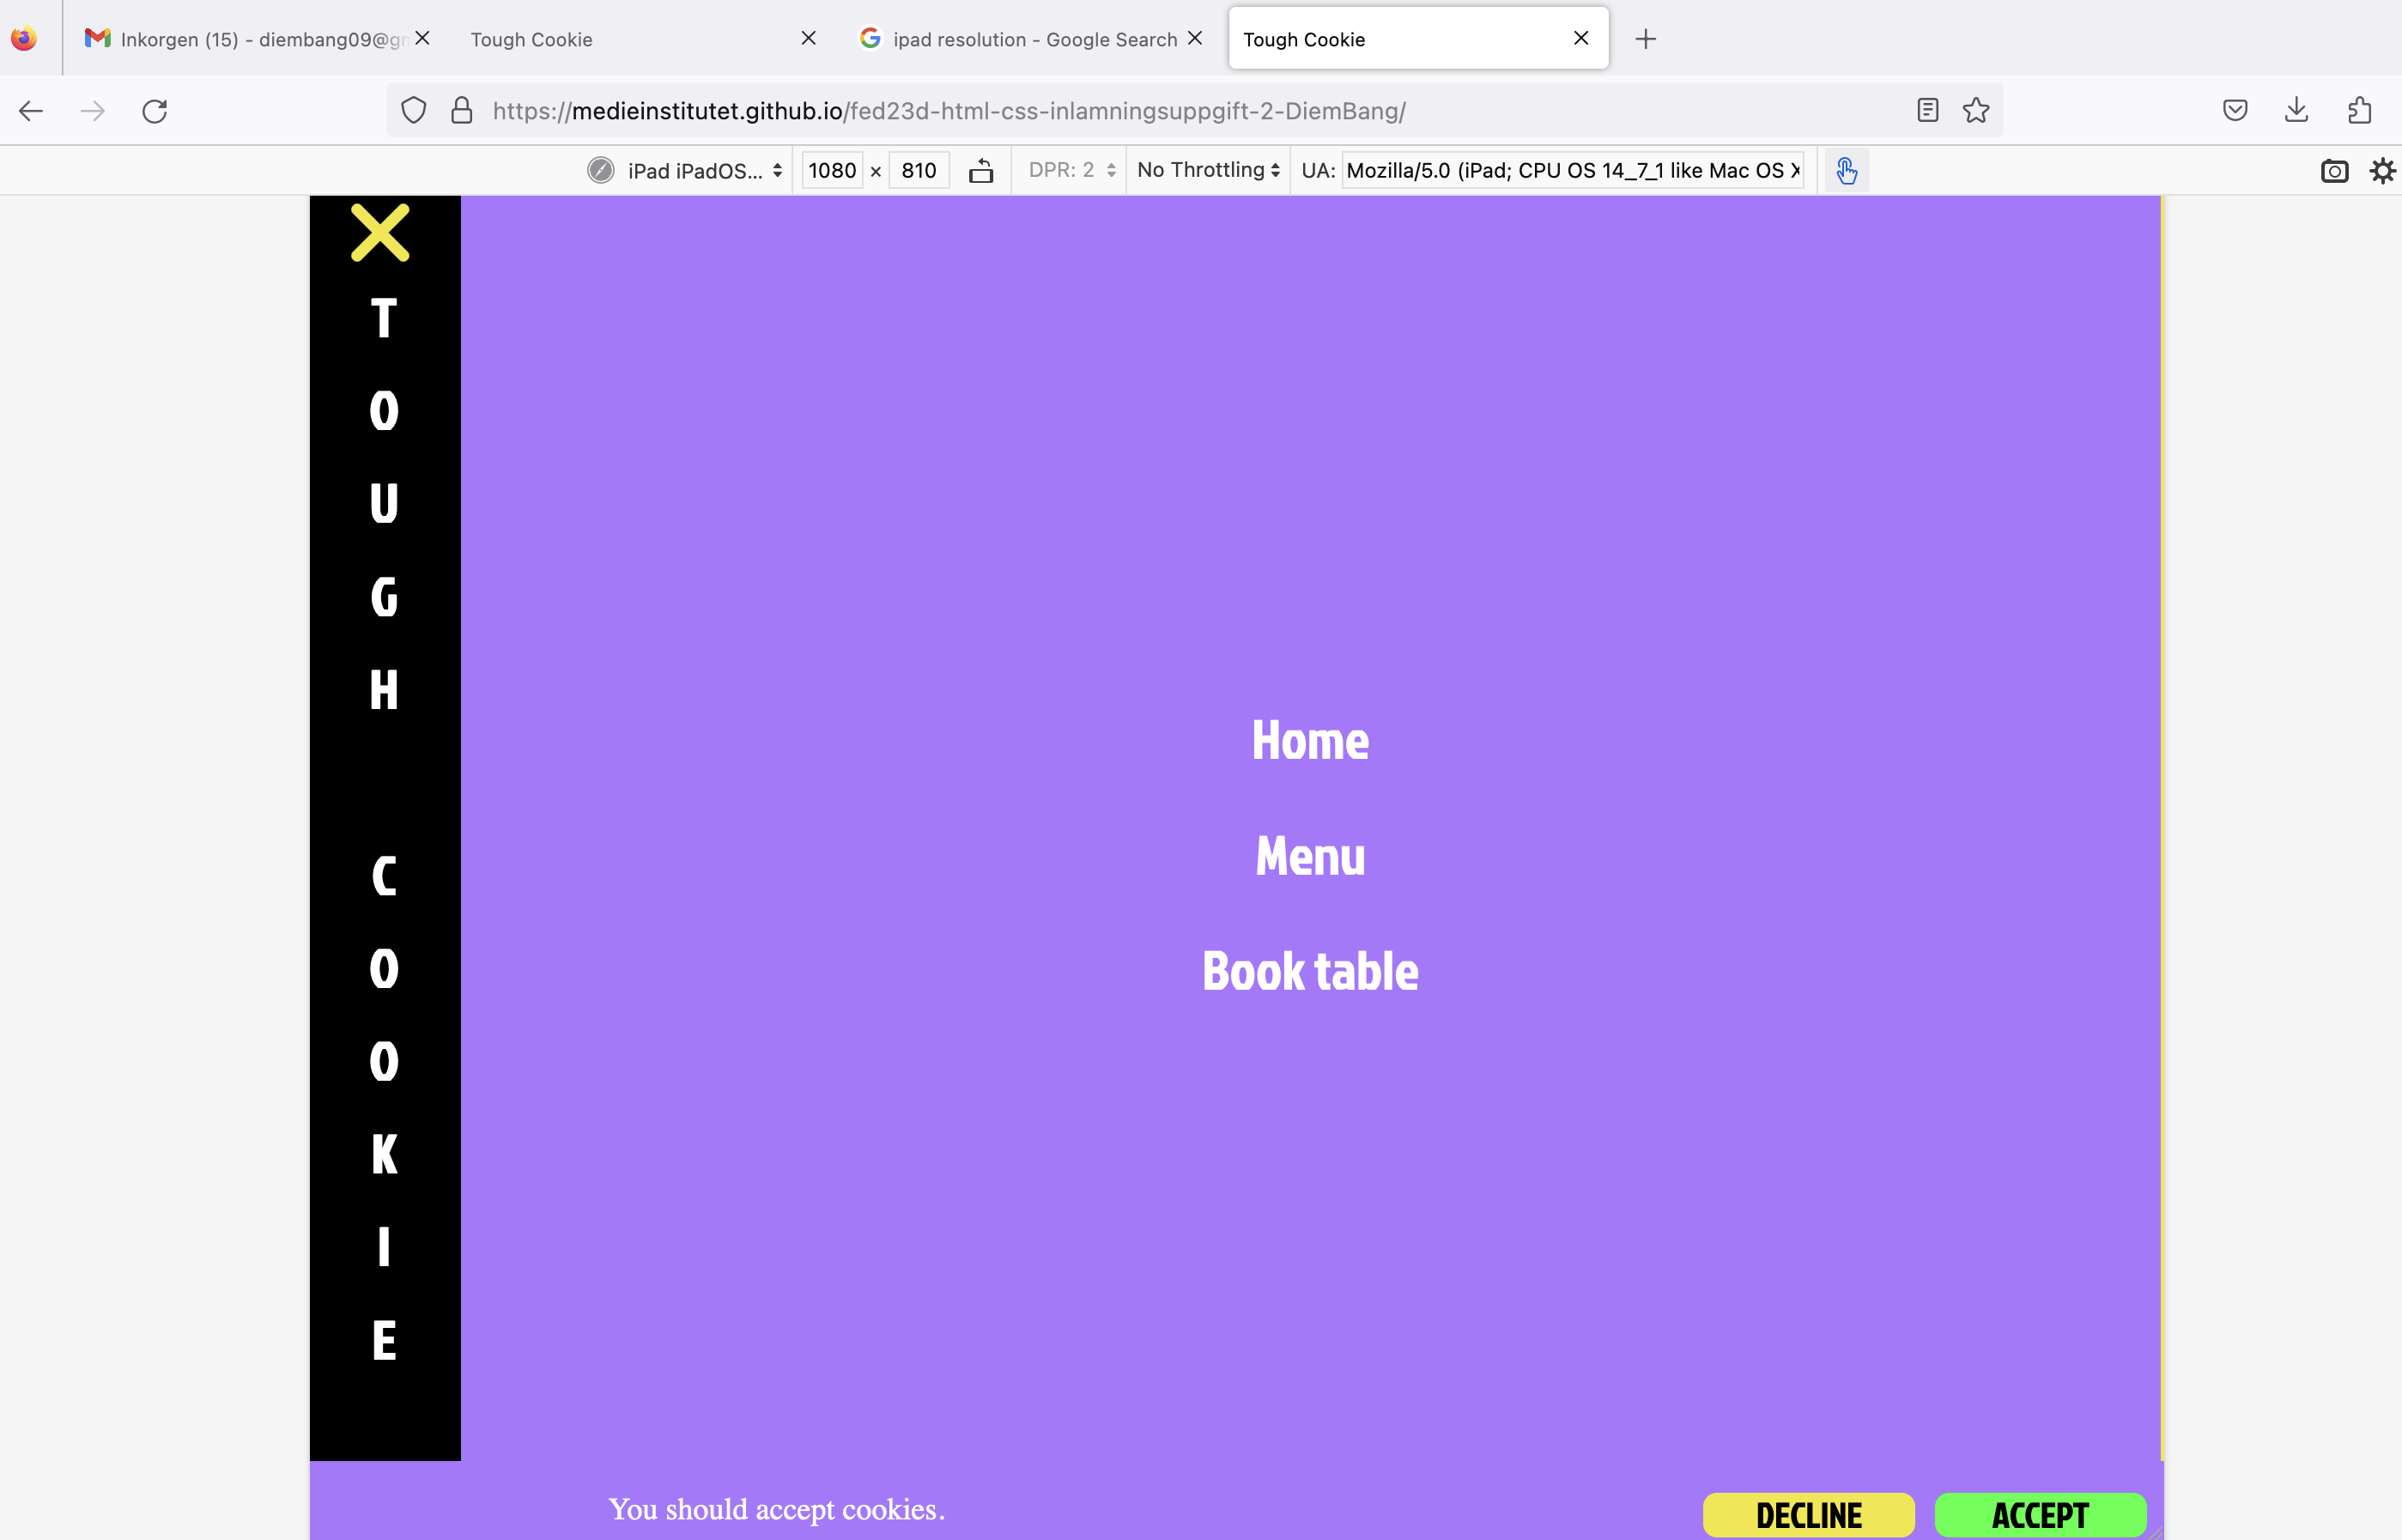 Inkorgen (15) - diembang09@gn
Tough Cookie
ipad resolution - Google Search
Tough Cookie
https://medieinstitutet.github.io/fed23d-html-css-inlamningsuppgift-2-DiemBang/
iPad iPadOS...
1080 × 810
DPR: 2
No Throttling
UA: Mozilla/5.0 (iPad; CPU OS 14_7_1 like Mac OS X
T
O
U
G
H
C
O
O
K
I
E
Home
Menu
Book table
You should accept cookies.
DECLINE
ACCEPT